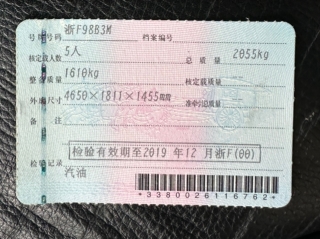 号牌号码 浙F98B3M 档案编号
核定载人数 5人 总质量 2055kg
整备质量 1610kg 核定载质量
外廓尺寸 4650×1811×1455mm 准牵引总质量
备注
检验有效期至2019年12月浙F(00)
检验记录
汽油
*3380026116762*